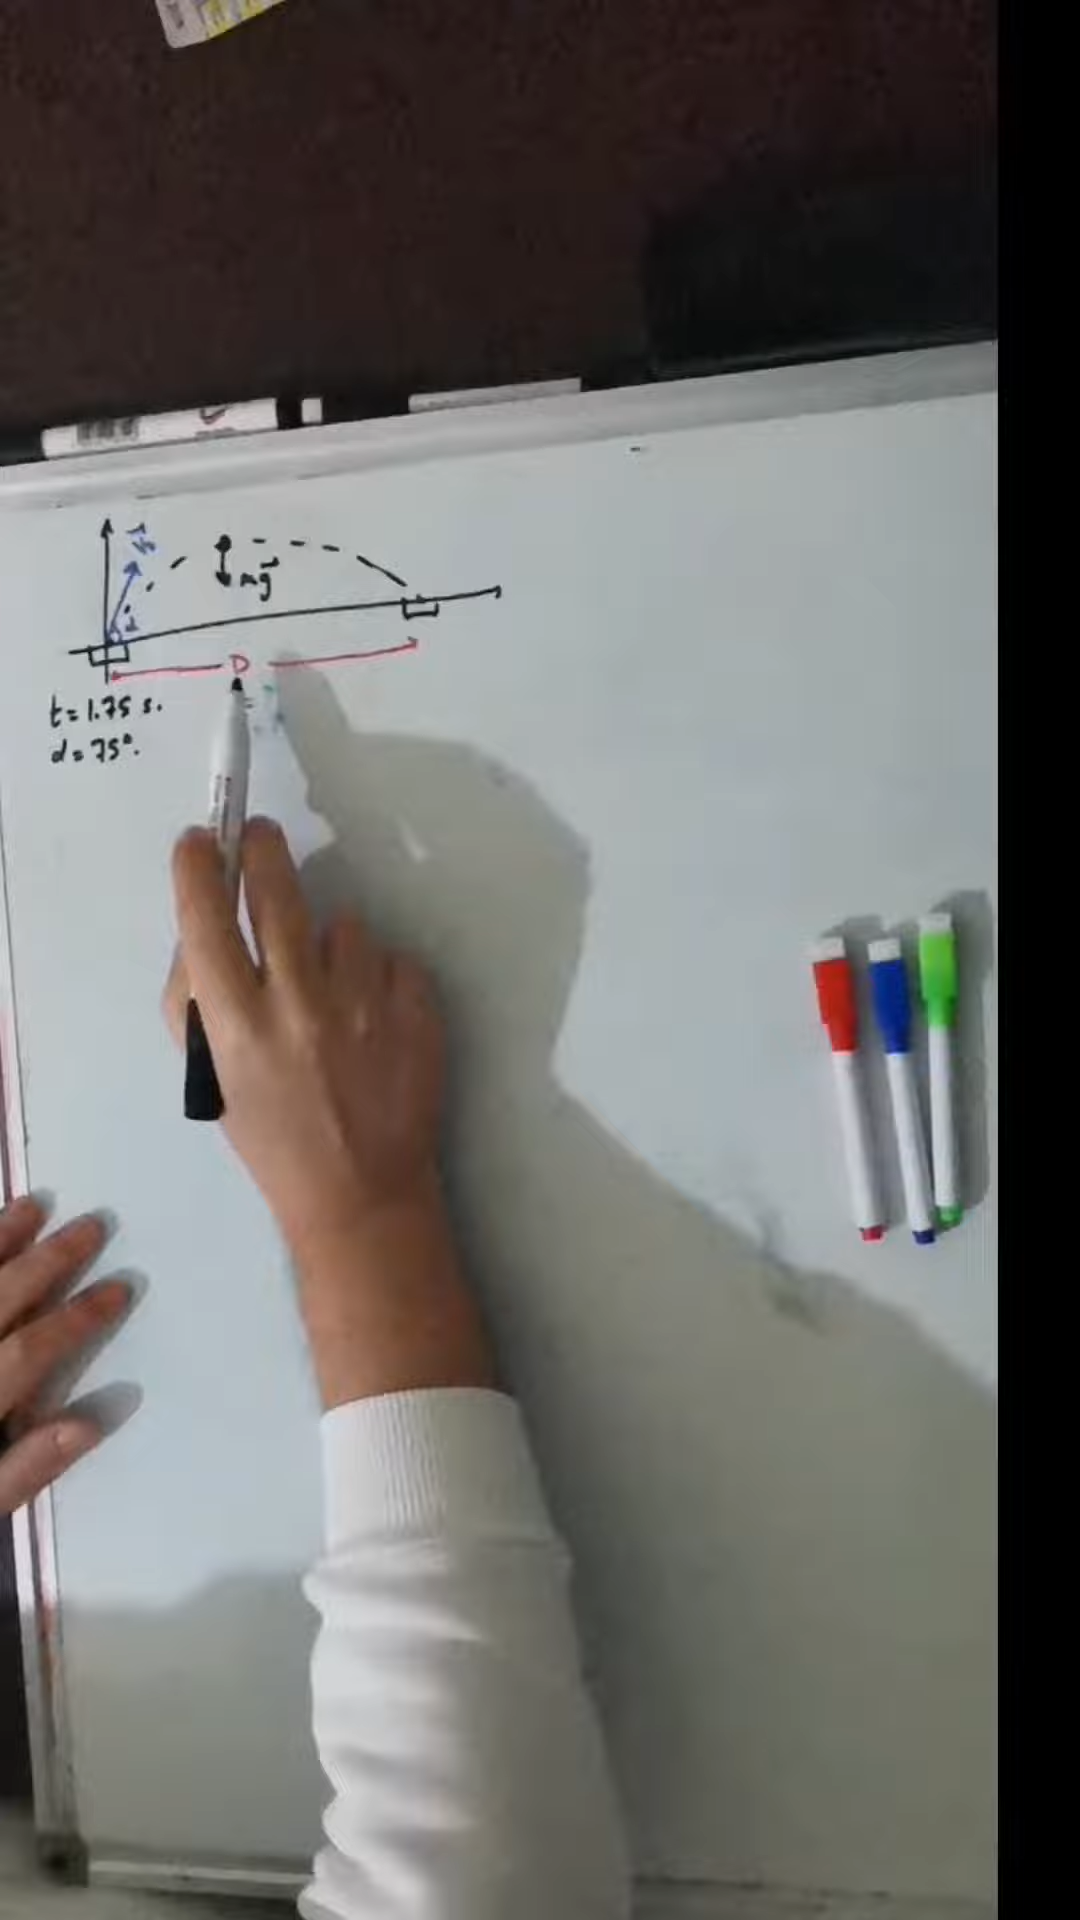 α
mg⃗
D
t = 1.75 s.
α = 75°.